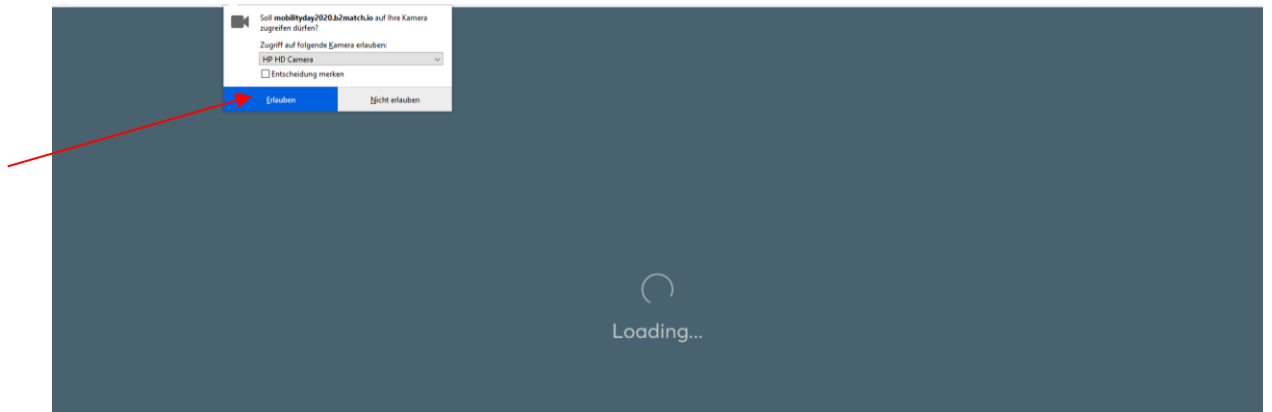 Soll mobilityday2020.b2match.io auf Ihre Kamera
zugreifen dürfen?
Zugriff auf folgende Kamera erlauben:
HP HD Camera
Entscheidung merken
Erlauben
Nicht erlauben
Loading...